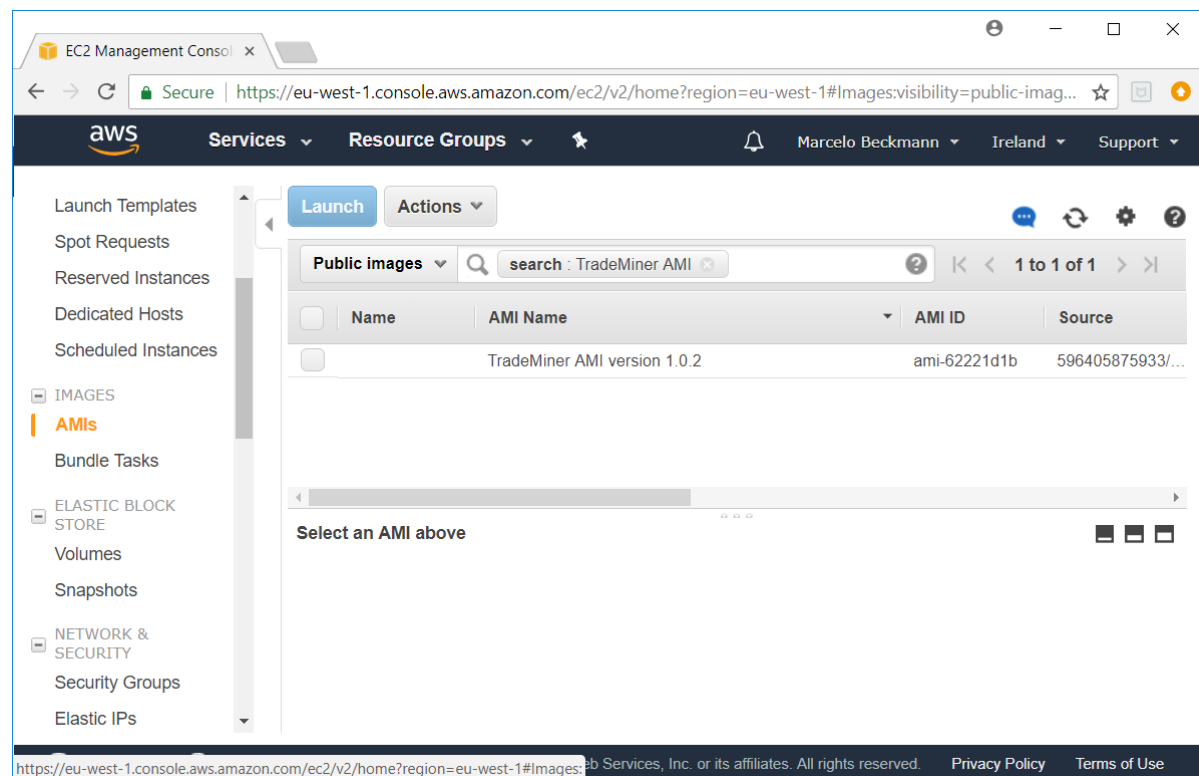 EC2 Management Consol
Secure | https://eu-west-1.console.aws.amazon.com/ec2/v2/home?region=eu-west-1#Images:visibility=public-imag...
aws Services Resource Groups Marcelo Beckmann Ireland Support
Launch Templates
Spot Requests
Reserved Instances
Dedicated Hosts
Scheduled Instances
IMAGES
AMIs
Bundle Tasks
ELASTIC BLOCK
STORE
Volumes
Snapshots
NETWORK &
SECURITY
Security Groups
Elastic IPs
Launch Actions
Public images search : TradeMiner AMI 1 to 1 of 1
Name AMI Name AMI ID Source
TradeMiner AMI version 1.0.2 ami-62221d1b 596405875933/...
Select an AMI above
https://eu-west-1.console.aws.amazon.com/ec2/v2/home?region=eu-west-1#Images:
eb Services, Inc. or its affiliates. All rights reserved. Privacy Policy Terms of Use